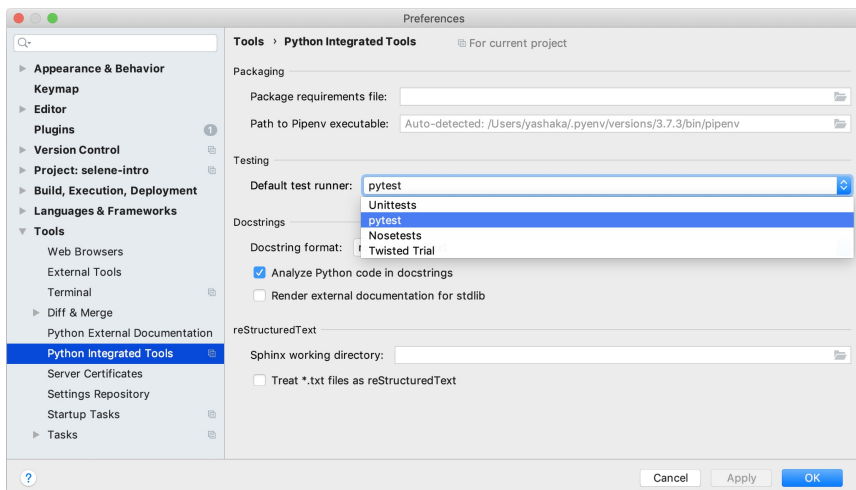 Preferences
Tools › Python Integrated Tools For current project
Appearance & Behavior
Keymap
Editor
Plugins 1
Version Control
Project: selene-intro
Build, Execution, Deployment
Languages & Frameworks
Tools
Web Browsers
External Tools
Terminal
Diff & Merge
Python External Documentation
Python Integrated Tools
Server Certificates
Settings Repository
Startup Tasks
Tasks
Packaging
Package requirements file:
Path to Pipenv executable: Auto-detected: /Users/yashaka/.pyenv/versions/3.7.3/bin/pipenv
Testing
Default test runner: pytest
Unittests
pytest
Nosetests
Twisted Trial
Docstrings
Docstring format:
Analyze Python code in docstrings
Render external documentation for stdlib
reStructuredText
Sphinx working directory:
Treat *.txt files as reStructuredText
?
Cancel Apply OK